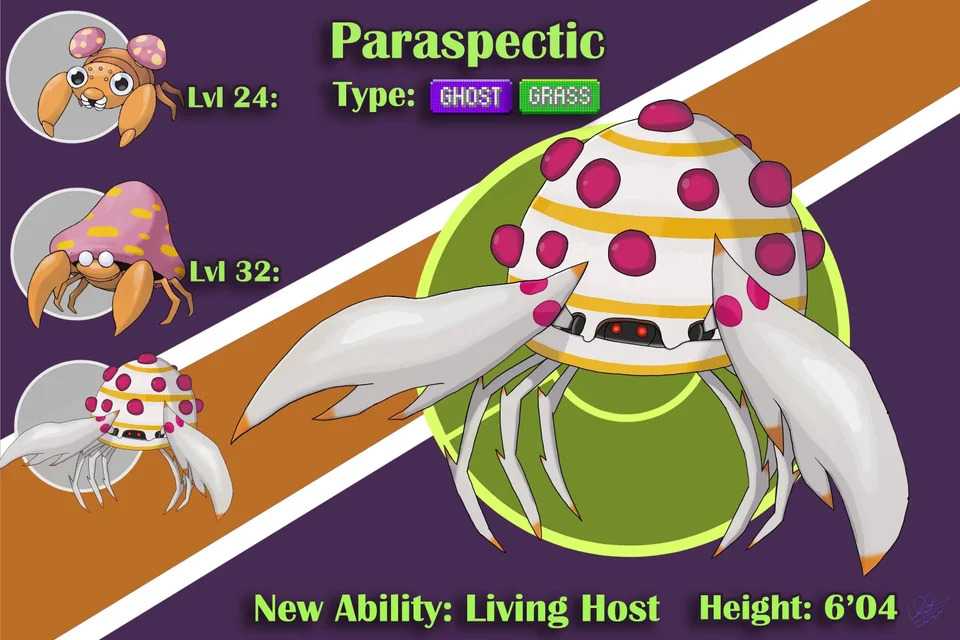 Paraspectic
Type: GHOST GRASS
Lvl 24:
Lvl 32:
New Ability: Living Host Height: 6'04